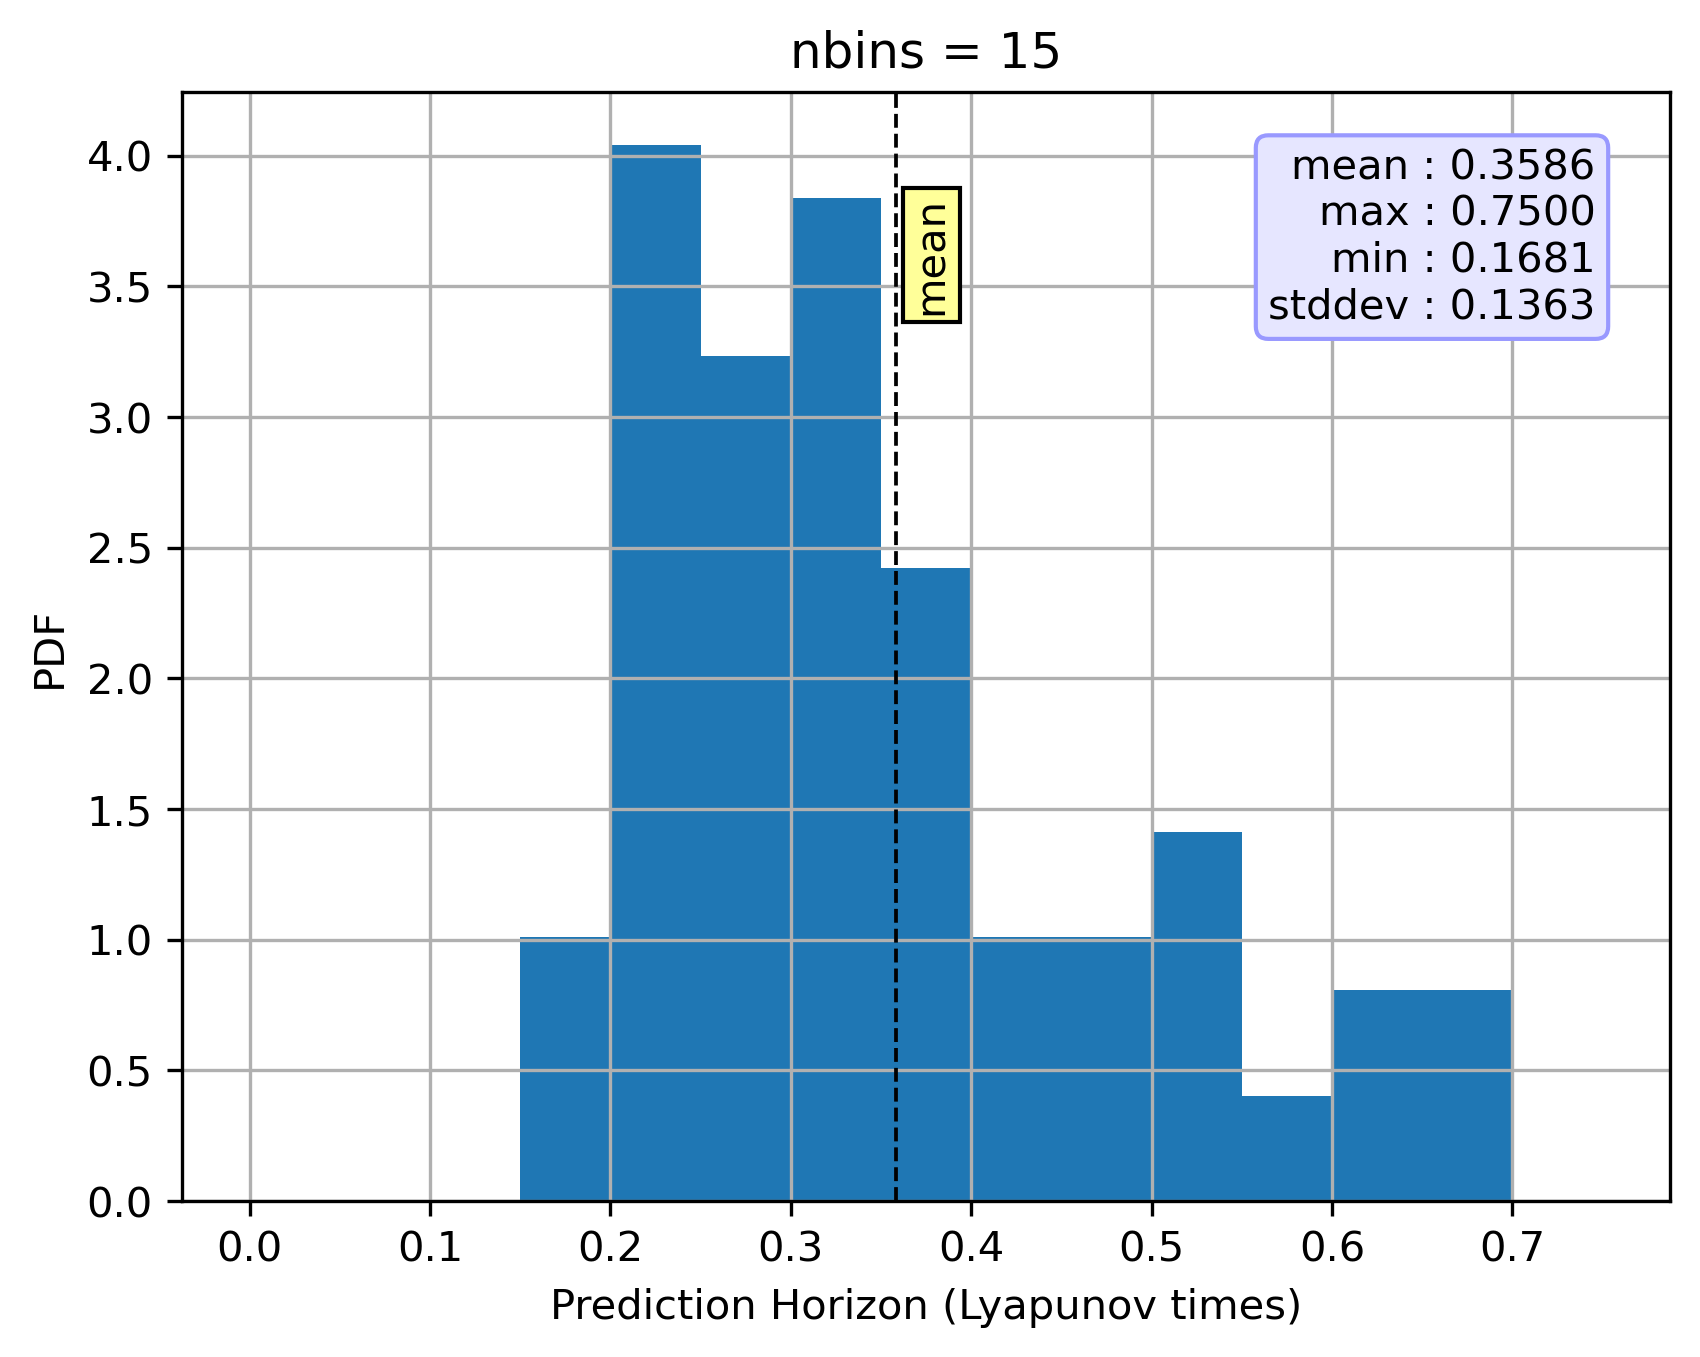 nbins = 15
mean : 0.3586
max : 0.7500
min : 0.1681
stddev : 0.1363
mean
PDF
4.0
3.5
3.0
2.5
2.0
1.5
1.0
0.5
0.0
0.0 0.1 0.2 0.3 0.4 0.5 0.6 0.7
Prediction Horizon (Lyapunov times)